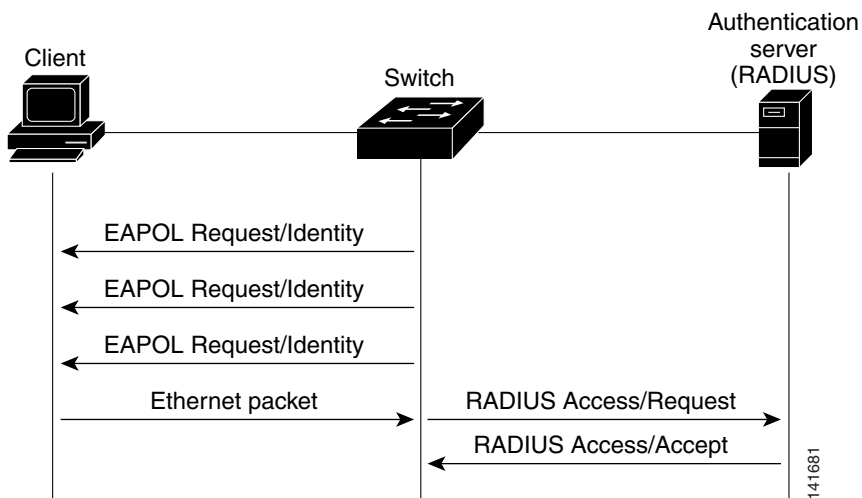 Client
Switch
Authentication
server
(RADIUS)
EAPOL Request/Identity
EAPOL Request/Identity
EAPOL Request/Identity
Ethernet packet
RADIUS Access/Request
RADIUS Access/Accept
141681